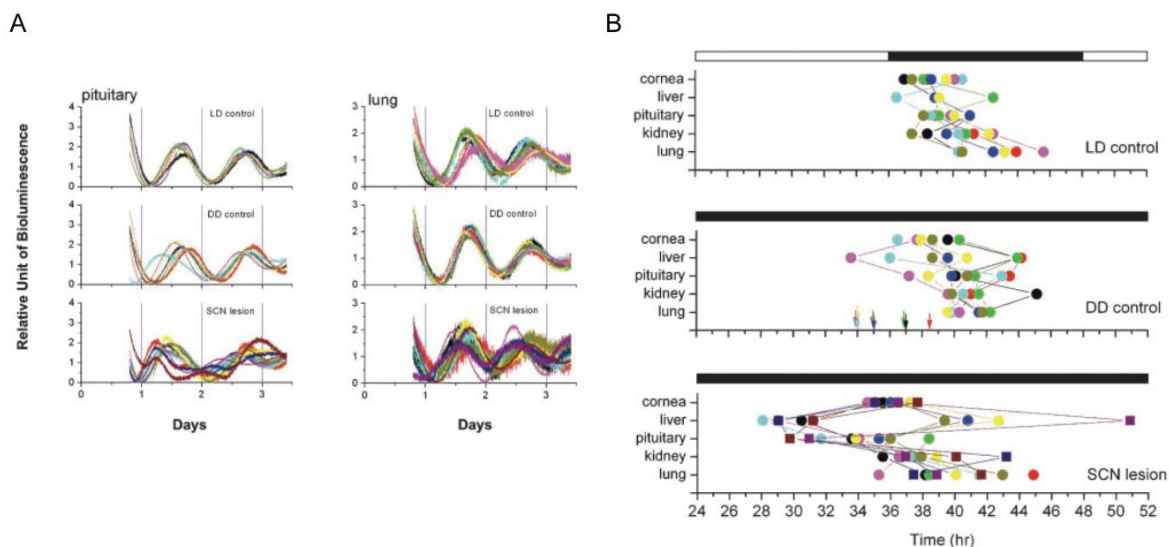 A
pituitary
LD control
4
3
2
1
0
DD control
4
3
2
1
0
SCN lesion
4
3
2
1
0
1
2
3
Days
Relative Unit of Bioluminescence
lung
LD control
3
2
1
0
DD control
3
2
1
0
SCN lesion
3
2
1
0
1
2
3
Days
B
cornea
liver
pituitary
kidney
lung
LD control
cornea
liver
pituitary
kidney
lung
DD control
cornea
liver
pituitary
kidney
lung
SCN lesion
24 26 28 30 32 34 36 38 40 42 44 46 48 50 52
Time (hr)